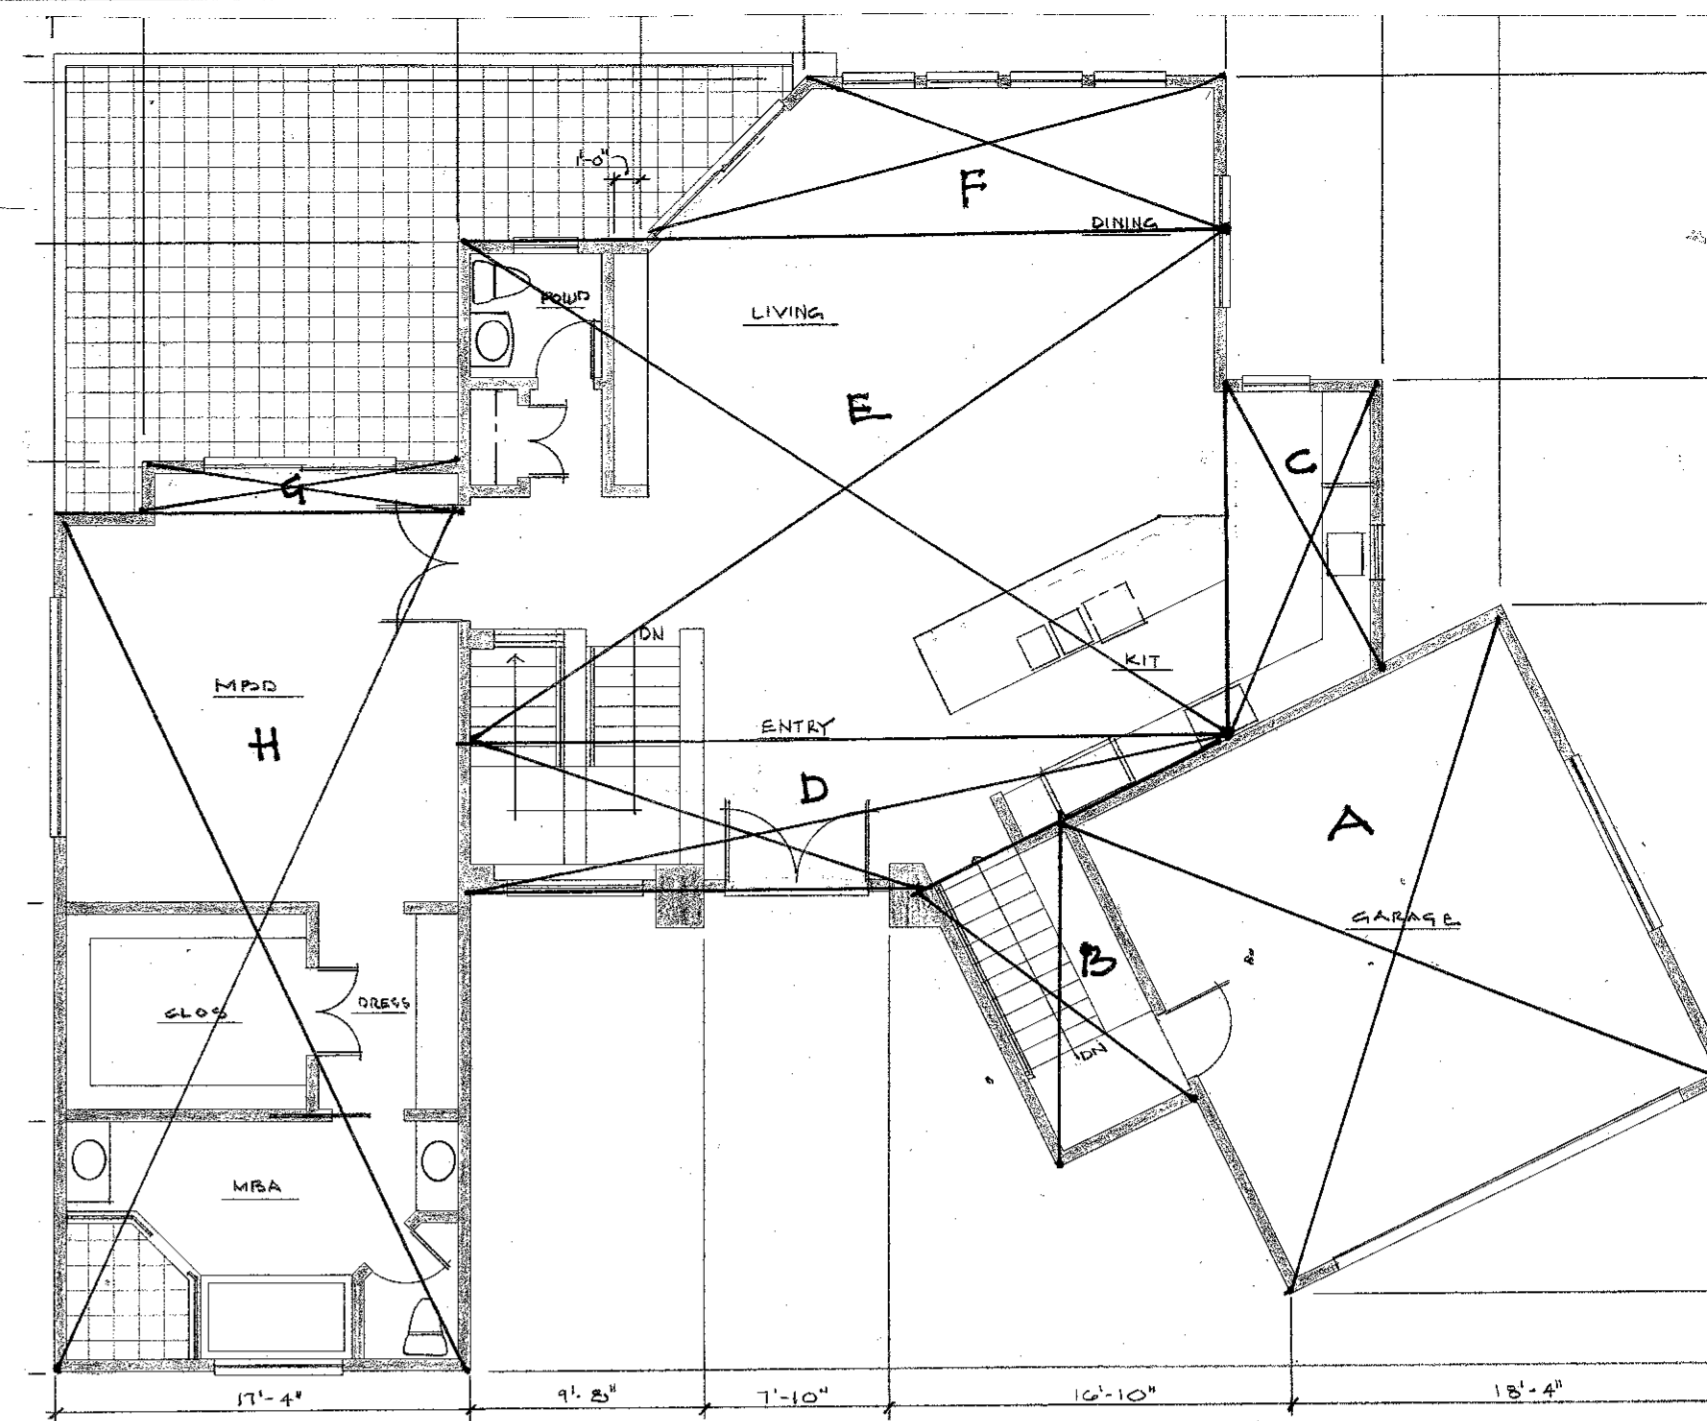 1'-0"
F
DINING
POWD
LIVING
E
C
G
DN
KIT
MBD
H
ENTRY
D
A
GARAGE
B
CLOS
DRESS
DN
MBA
17'-4"
9'-8"
7'-10"
16'-10"
18'-4"